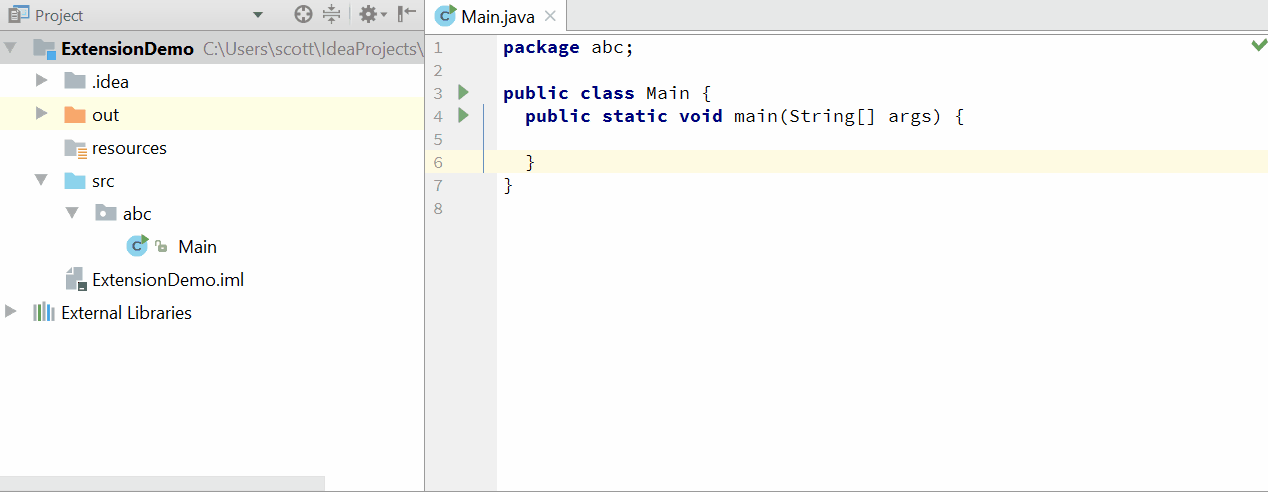 Project
ExtensionDemo C:\Users\scott\IdeaProjects\
.idea
out
resources
src
abc
C Main
ExtensionDemo.iml
External Libraries
C Main.java
1 package abc;
2
3 public class Main {
4 public static void main(String[] args) {
5
6 }
7 }
8